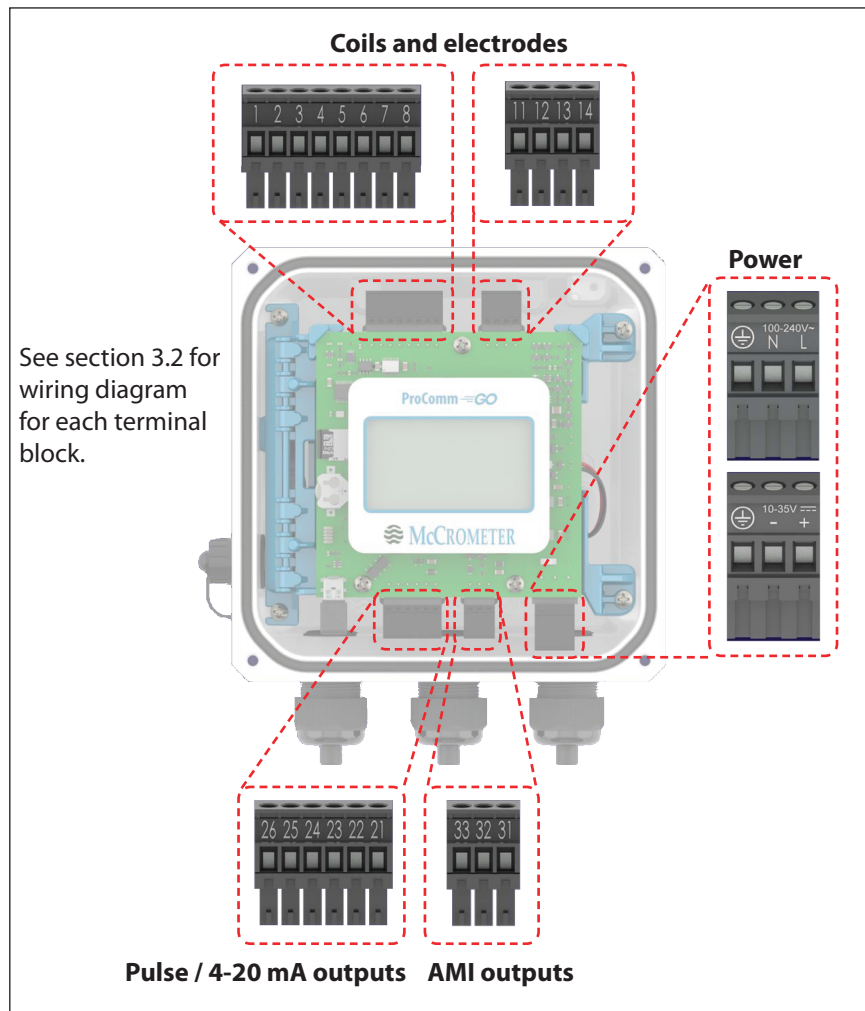 Coils and electrodes
1 2 3 4 5 6 7 8
11 12 13 14
Power
100-240V~
N L
10-35V ⎓
- +
See section 3.2 for
wiring diagram
for each terminal
block.
ProComm GO
McCROMETER
26 25 24 23 22 21
33 32 31
Pulse / 4-20 mA outputs
AMI outputs